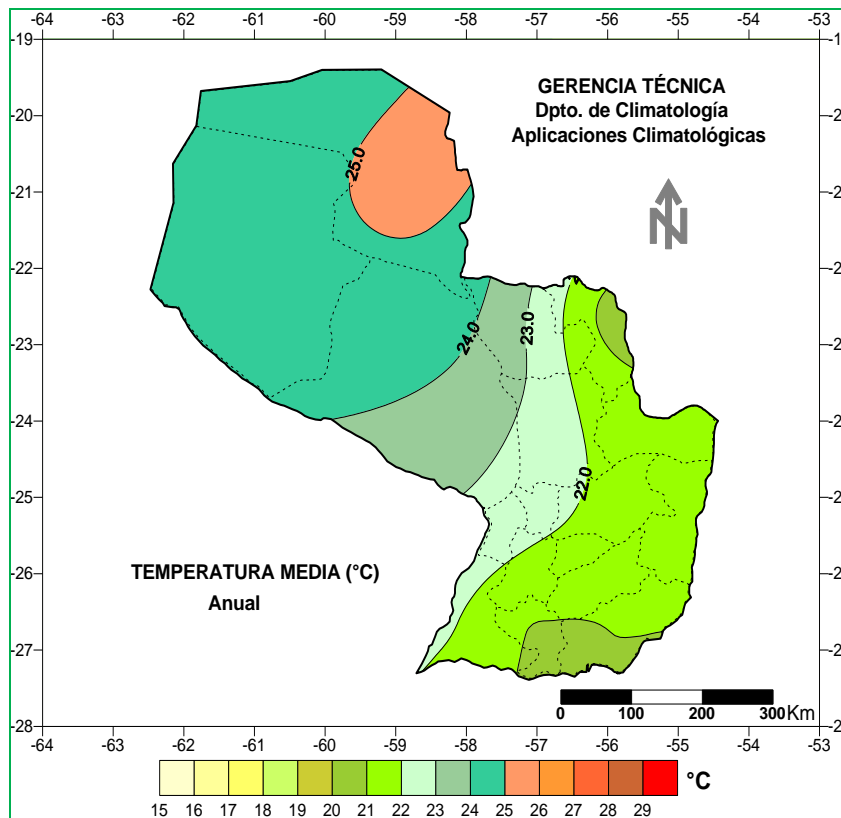 -64 -63 -62 -61 -60 -59 -58 -57 -56 -55 -54 -53
-19
-20
-21
-22
-23
-24
-25
-26
-27
-28
GERENCIA TÉCNICA
Dpto. de Climatología
Aplicaciones Climatológicas
N
25.0
24.0
23.0
22.0
TEMPERATURA MEDIA (°C)
Anual
0 100 200 300 Km
-64 -63 -62 -61 -60 -59 -58 -57 -56 -55 -54 -53
°C
15 16 17 18 19 20 21 22 23 24 25 26 27 28 29